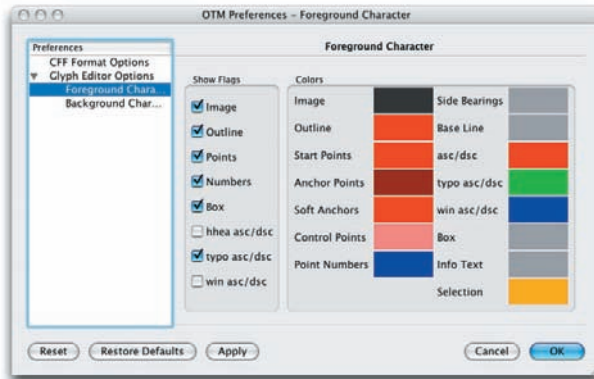 OTM Preferences – Foreground Character
Preferences
CFF Format Options
Glyph Editor Options
Foreground Chara...
Background Char...
Foreground Character
Show Flags
Image
Outline
Points
Numbers
Box
hhea asc/dsc
typo asc/dsc
win asc/dsc
Colors
Image
Outline
Start Points
Anchor Points
Soft Anchors
Control Points
Point Numbers
Side Bearings
Base Line
asc/dsc
typo asc/dsc
win asc/dsc
Box
Info Text
Selection
Reset
Restore Defaults
Apply
Cancel
OK